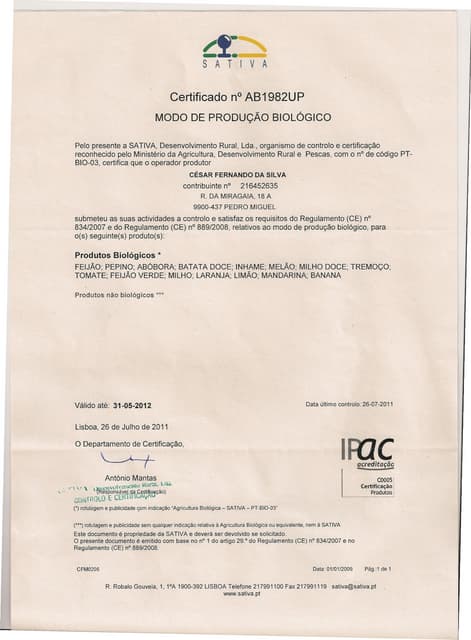 SATIVA
Certificado nº AB1982UP
MODO DE PRODUÇÃO BIOLÓGICO
Pelo presente a SATIVA, Desenvolvimento Rural, Lda., organismo de controlo e certificação
reconhecido pelo Ministério da Agricultura, Desenvolvimento Rural e Pescas, com o nº de código PT-
BIO-03, certifica que o operador produtor
CÉSAR FERNANDO DA SILVA
contribuinte nº 216452635
R. DA MIRAGAIA, 18 A
9900-437 PEDRO MIGUEL
submeteu as suas actividades a controlo e satisfaz os requisitos do Regulamento (CE) nº
834/2007 e do Regulamento (CE) nº 889/2008, relativos ao modo de produção biológico, para
o(s) seguinte(s) produto(s):
Produtos Biológicos *
FEIJÃO; PEPINO; ABÓBORA; BATATA DOCE; INHAME; MELÃO; MILHO DOCE; TREMOÇO;
TOMATE; FEIJÃO VERDE; MILHO; LARANJA; LIMÃO; MANDARINA; BANANA
Produtos não biológicos ***
Válido até: 31-05-2012
Data último controlo: 26-07-2011
Lisboa, 26 de Julho de 2011
O Departamento de Certificação,
IPAC
acreditação
C0005
Certificação
Produtos
António Mantas
Desenvolvimento Rural, Lda
(Responsável da Certificação)
CONTROLO E CERTIFICAÇÃO
(*) rotulagem e publicidade com indicação "Agricultura Biológica – SATIVA – PT-BIO-03"
(***) rotulagem e publicidade sem qualquer indicação relativa à Agricultura Biológica ou equivalente, nem à SATIVA
Este documento é propriedade da SATIVA e deverá ser devolvido se solicitado.
O presente documento é emitido com base no nº 1 do artigo 29.º do Regulamento (CE) nº 834/2007 e no
Regulamento (CE) nº 889/2008.
CFM0206
Data: 01/01/2009 Pág.:1 de 1
R. Robalo Gouveia, 1, 1ºA 1900-392 LISBOA Telefone 217991100 Fax 217991119 sativa@sativa.pt
www.sativa.pt